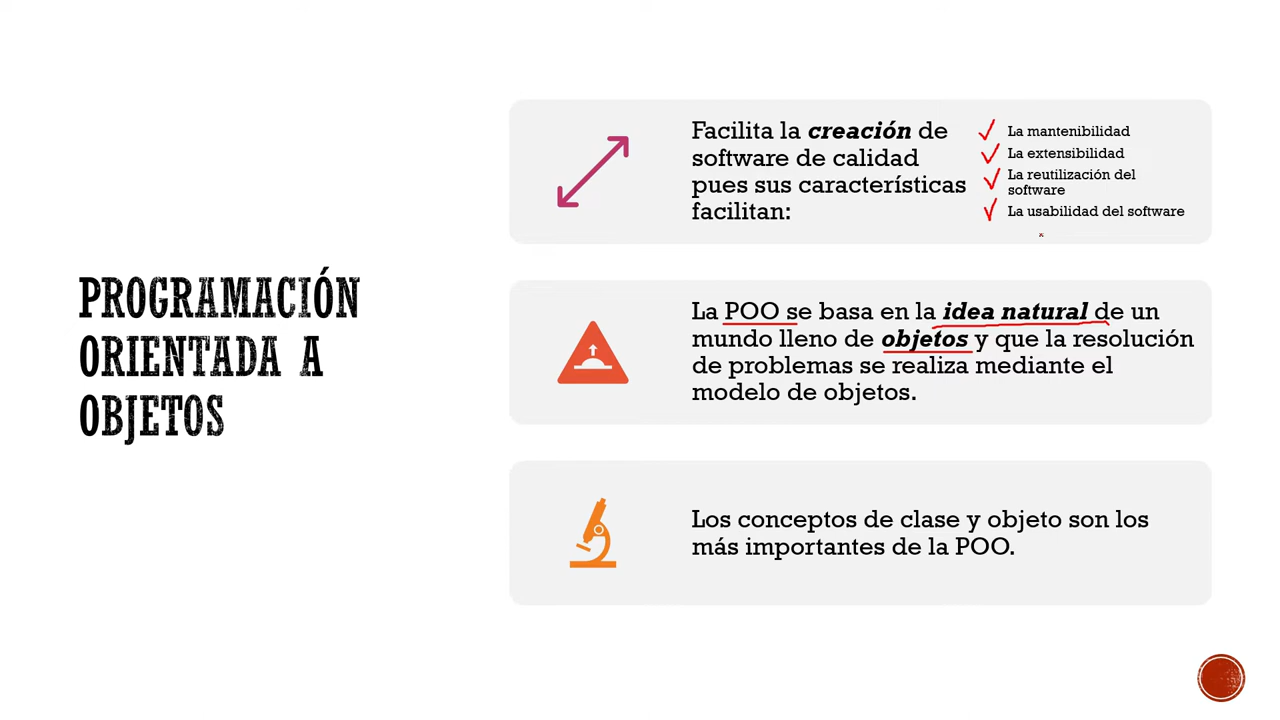 PROGRAMACIÓN
ORIENTADA A
OBJETOS
Facilita la creación de
software de calidad
pues sus características
facilitan:
La mantenibilidad
La extensibilidad
La reutilización del
software
La usabilidad del software
La POO se basa en la idea natural de un
mundo lleno de objetos y que la resolución
de problemas se realiza mediante el
modelo de objetos.
Los conceptos de clase y objeto son los
más importantes de la POO.